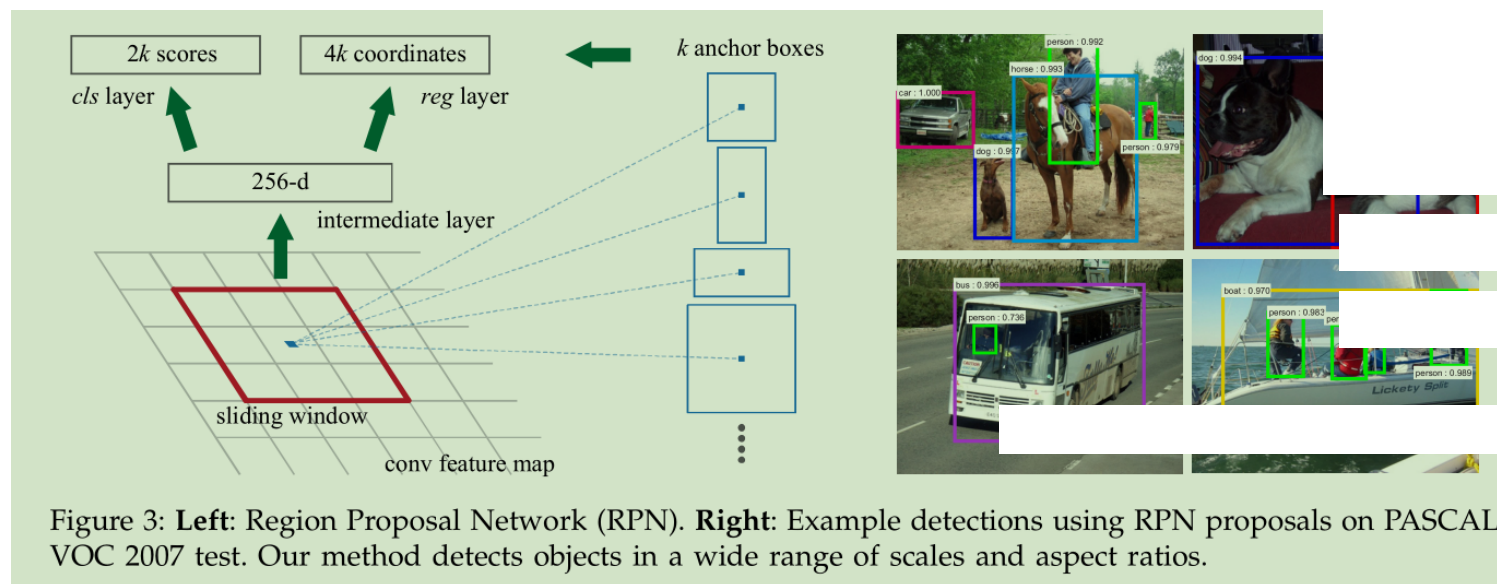 2k scores
4k coordinates
k anchor boxes
cls layer
reg layer
256-d
intermediate layer
sliding window
conv feature map
person : 0.992
horse : 0.993
car : 1.000
dog : 0.997
person : 0.979
dog : 0.994
bus : 0.996
person : 0.736
boat : 0.970
person : 0.983
person : 0.989
Lickety Split
Figure 3: Left: Region Proposal Network (RPN). Right: Example detections using RPN proposals on PASCAL
VOC 2007 test. Our method detects objects in a wide range of scales and aspect ratios.